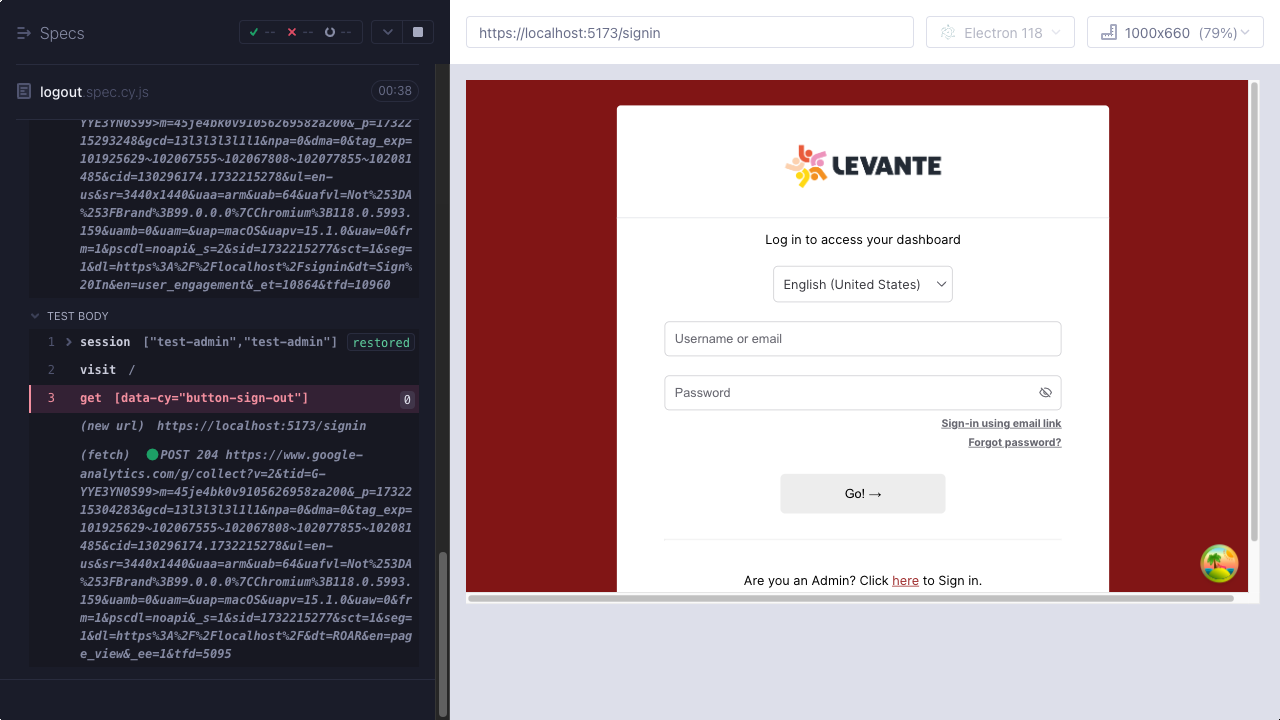 Specs
--
--
--
logout.spec.cy.js
00:38
YYE3YN0S99>m=45je4bk0v9105626958za200&_p=17322
15293248&gcd=13l3l3l3l1l1&npa=0&dma=0&tag_exp=
101925629~102067555~102067808~102077855~102081
485&cid=130296174.1732215278&ul=en-
us&sr=3440x1440&uaa=arm&uab=64&uafvl=Not%253DA
%253FBrand%3B99.0.0.0%7CChromium%3B118.0.5993.
159&uamb=0&uam=&uap=macOS&uapv=15.1.0&uaw=0&fr
m=1&pscdl=noapi&_s=2&sid=1732215277&sct=1&seg=
1&dl=https%3A%2F%2Flocalhost%2Fsignin&dt=Sign%
20In&en=user_engagement&_et=10864&tfd=10960
TEST BODY
1 session ["test-admin","test-admin"] restored
2 visit /
3 get [data-cy="button-sign-out"] 0
(new url) https://localhost:5173/signin
(fetch) POST 204 https://www.google-
analytics.com/g/collect?v=2&tid=G-
YYE3YN0S99>m=45je4bk0v9105626958za200&_p=17322
15304283&gcd=13l3l3l3l1l1&npa=0&dma=0&tag_exp=
101925629~102067555~102067808~102077855~102081
485&cid=130296174.1732215278&ul=en-
us&sr=3440x1440&uaa=arm&uab=64&uafvl=Not%253DA
%253FBrand%3B99.0.0.0%7CChromium%3B118.0.5993.
159&uamb=0&uam=&uap=macOS&uapv=15.1.0&uaw=0&fr
m=1&pscdl=noapi&_s=1&sid=1732215277&sct=1&seg=
1&dl=https%3A%2F%2Flocalhost%2F&dt=ROAR&en=pag
e_view&_ee=1&tfd=5095
https://localhost:5173/signin
Electron 118
1000x660 (79%)
LEVANTE
Log in to access your dashboard
English (United States)
Username or email
Password
Sign-in using email link
Forgot password?
Go! →
Are you an Admin? Click here to Sign in.